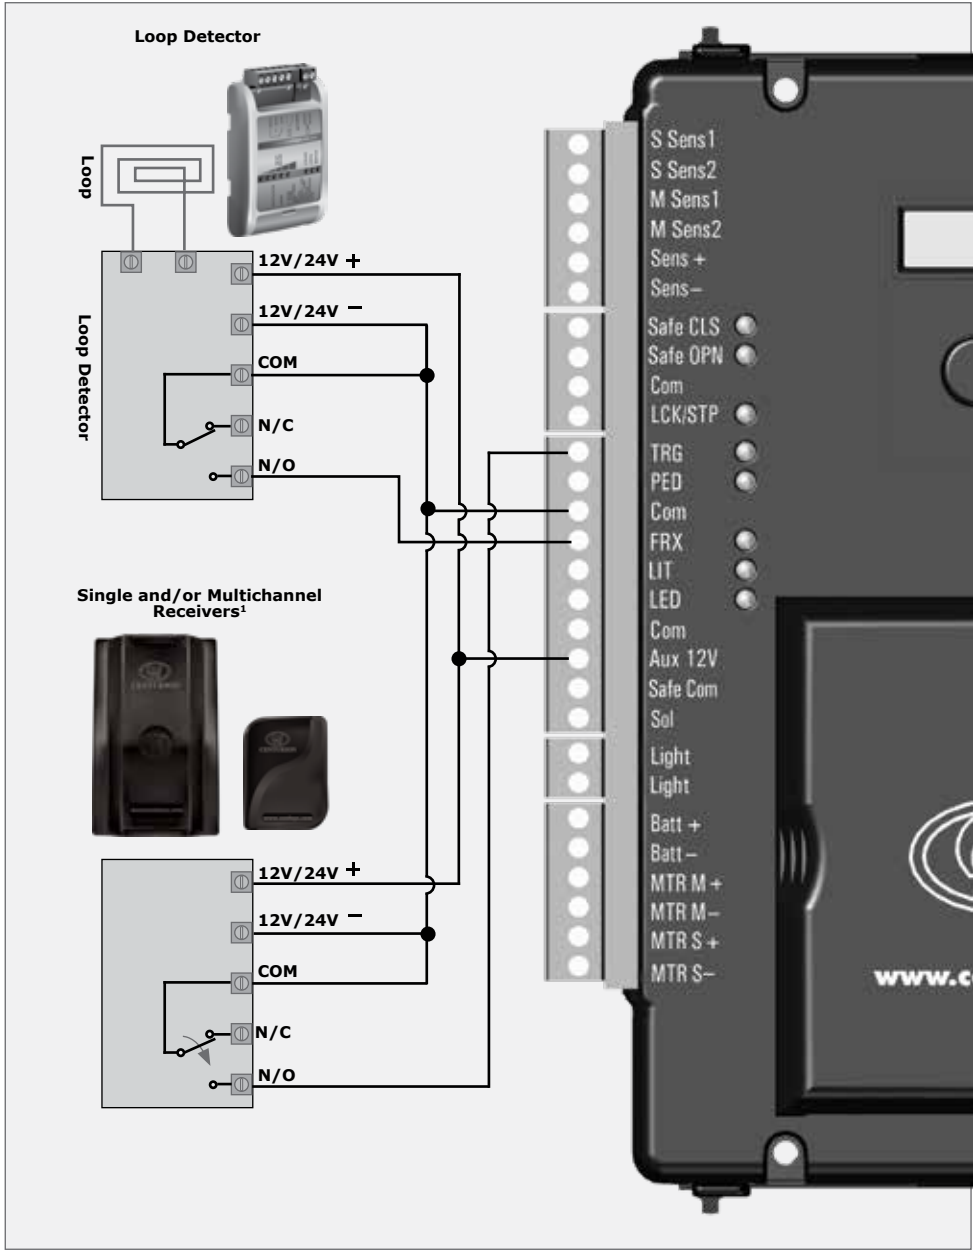 Loop Detector
Loop
12V/24V +
12V/24V –
COM
N/C
N/O
Loop Detector
Single and/or Multichannel
Receivers¹
CENTURION
CENTURION
12V/24V +
12V/24V –
COM
N/C
N/O
S Sens1
S Sens2
M Sens1
M Sens2
Sens +
Sens–
Safe CLS
Safe OPN
Com
LCK/STP
TRG
PED
Com
FRX
LIT
LED
Com
Aux 12V
Safe Com
Sol
Light
Light
Batt +
Batt –
MTR M +
MTR M–
MTR S +
MTR S–
www.c